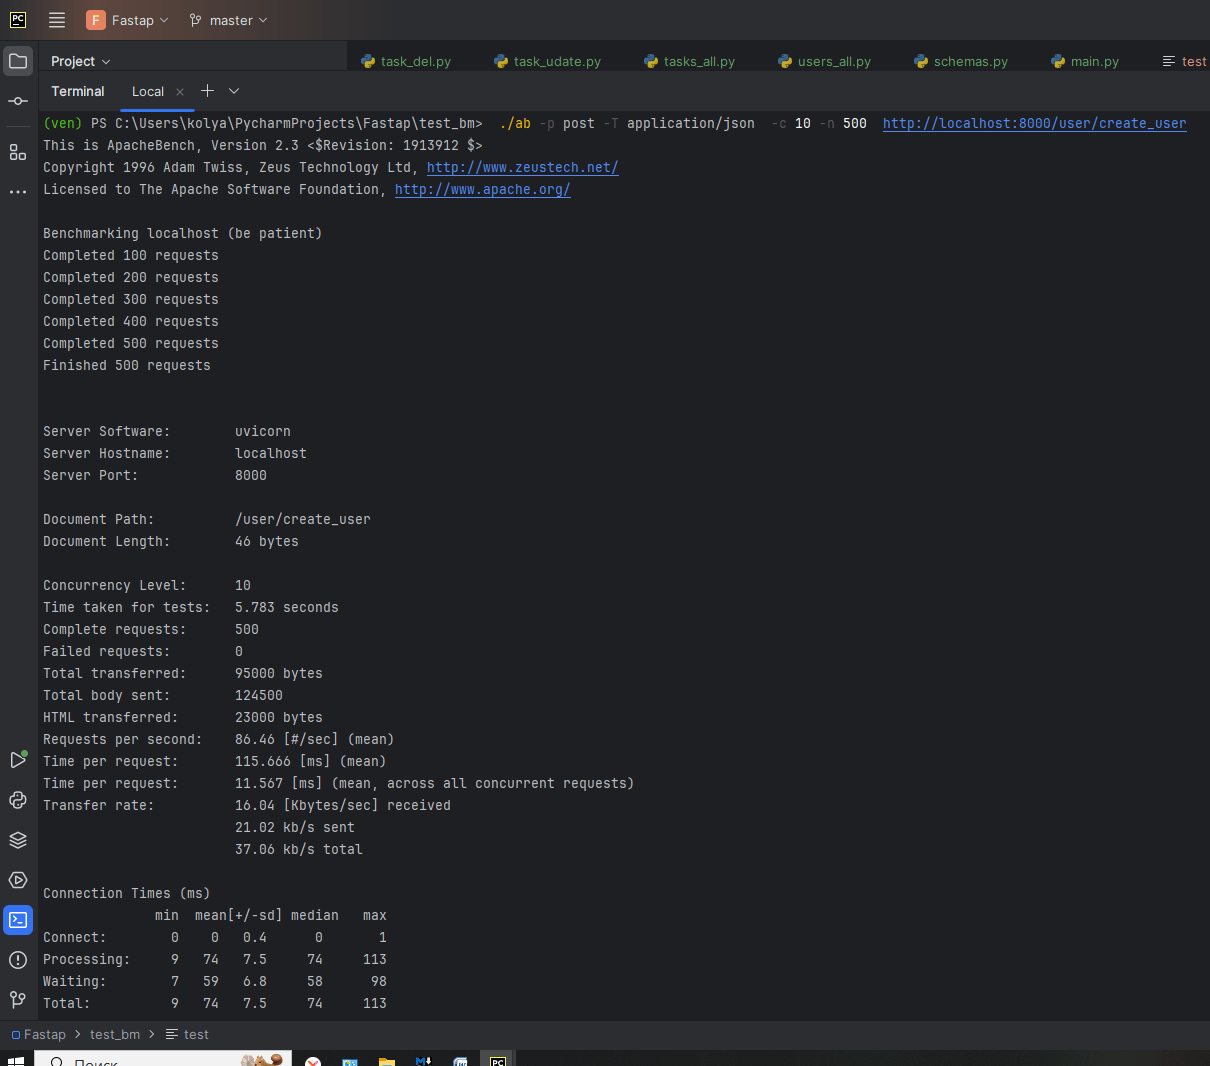 PC F Fastap master
Project task_del.py task_udate.py tasks_all.py users_all.py schemas.py main.py test
Terminal Local
(ven) PS C:\Users\kolya\PycharmProjects\Fastap\test_bm> ./ab -p post -T application/json -c 10 -n 500 http://localhost:8000/user/create_user
This is ApacheBench, Version 2.3 <$Revision: 1913912 $>
Copyright 1996 Adam Twiss, Zeus Technology Ltd, http://www.zeustech.net/
Licensed to The Apache Software Foundation, http://www.apache.org/
Benchmarking localhost (be patient)
Completed 100 requests
Completed 200 requests
Completed 300 requests
Completed 400 requests
Completed 500 requests
Finished 500 requests
Server Software: uvicorn
Server Hostname: localhost
Server Port: 8000
Document Path: /user/create_user
Document Length: 46 bytes
Concurrency Level: 10
Time taken for tests: 5.783 seconds
Complete requests: 500
Failed requests: 0
Total transferred: 95000 bytes
Total body sent: 124500
HTML transferred: 23000 bytes
Requests per second: 86.46 [#/sec] (mean)
Time per request: 115.666 [ms] (mean)
Time per request: 11.567 [ms] (mean, across all concurrent requests)
Transfer rate: 16.04 [Kbytes/sec] received
21.02 kb/s sent
37.06 kb/s total
Connection Times (ms)
min mean[+/-sd] median max
Connect: 0 0 0.4 0 1
Processing: 9 74 7.5 74 113
Waiting: 7 59 6.8 58 98
Total: 9 74 7.5 74 113
Fastap > test_bm > test
Поиск PC